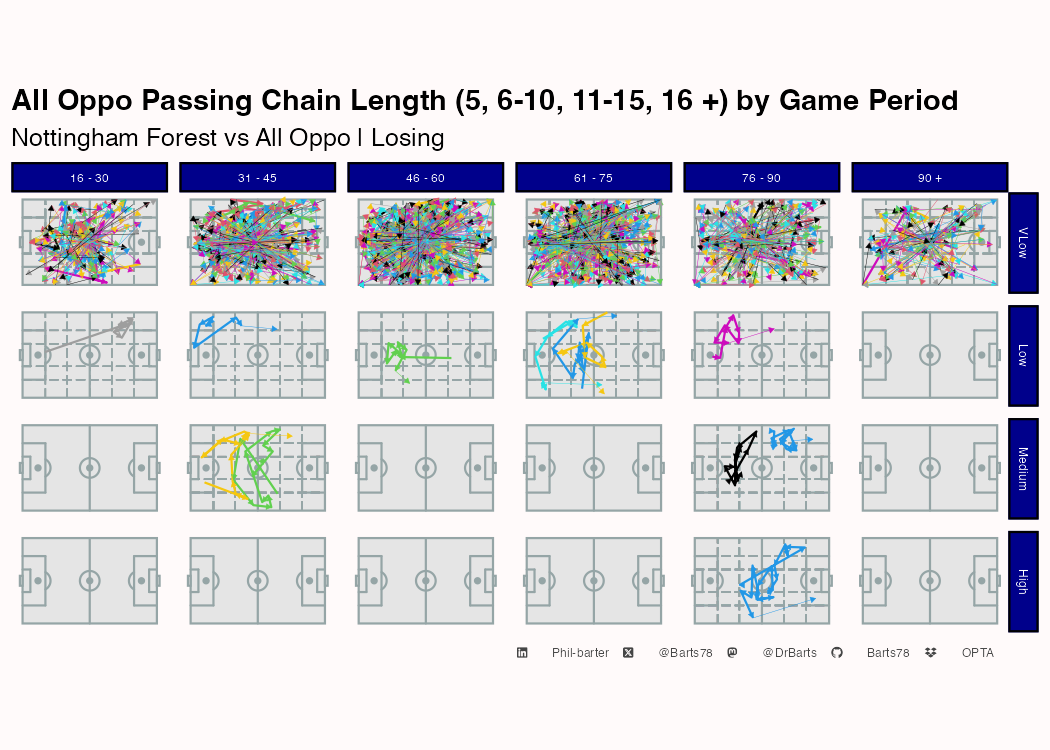 All Oppo Passing Chain Length (5, 6-10, 11-15, 16 +) by Game Period
Nottingham Forest vs All Oppo | Losing
16 - 30 31 - 45 46 - 60 61 - 75 76 - 90 90 +
VLow
Low
Medium
High
Phil-barter @Barts78 @DrBarts Barts78 OPTA